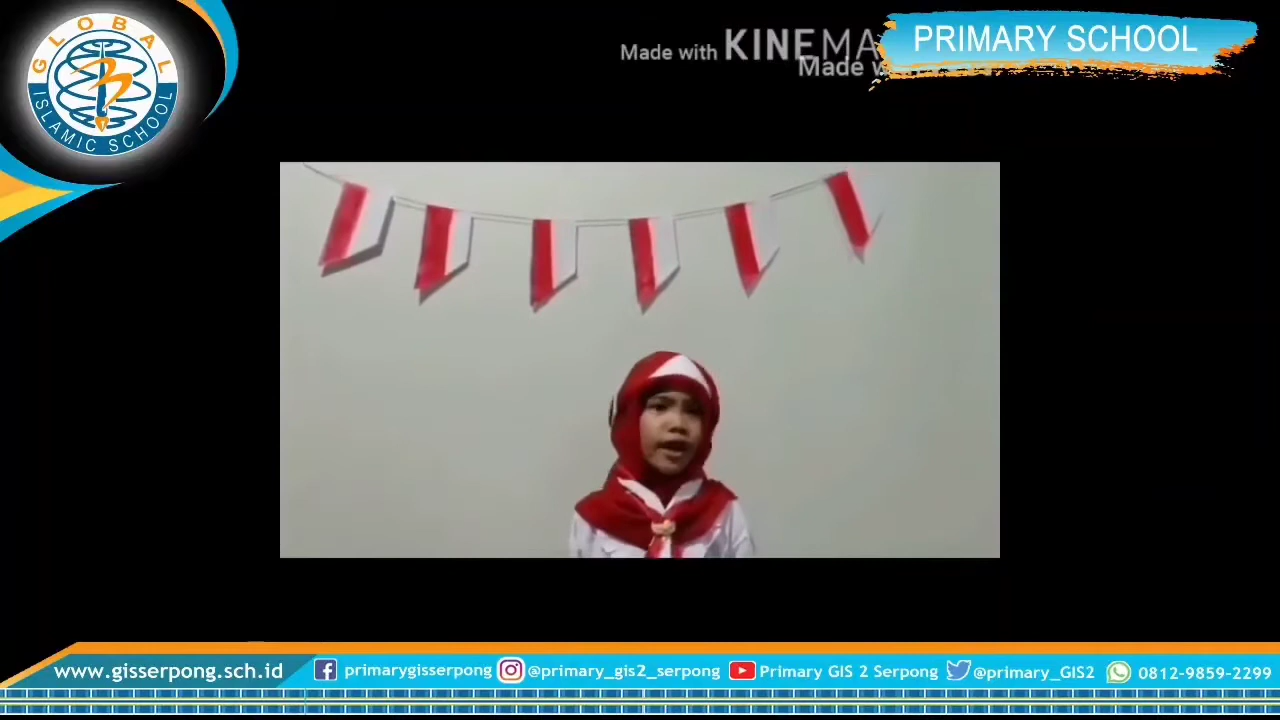 GLOBAL
ISLAMIC SCHOOL
Made with KINEMA
Made
PRIMARY SCHOOL
www.gisserpong.sch.id
primarygisserpong
@primary_gis2_serpong
Primary GIS 2 Serpong
@primary_GIS2
0812-9859-2299